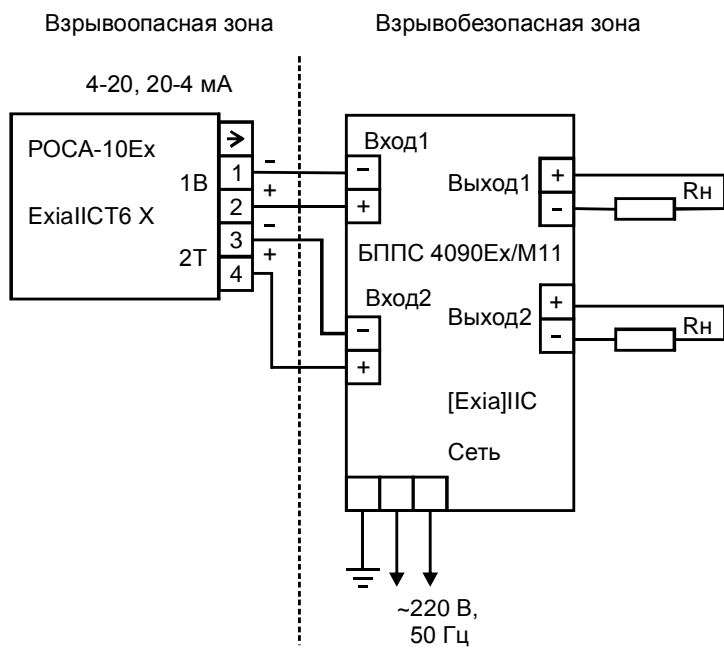 Взрывоопасная зона
Взрывобезопасная зона
4-20, 20-4 мА
РОСА-10Ex
ExiaIICT6 X
1В
2Т
1
2
3
4
-
+
-
+
Вход1
-
+
Выход1
+
-
Rн
БППС 4090Ex/М11
Вход2
-
+
Выход2
+
-
Rн
[Exia]IIC
Сеть
~220 В,
50 Гц